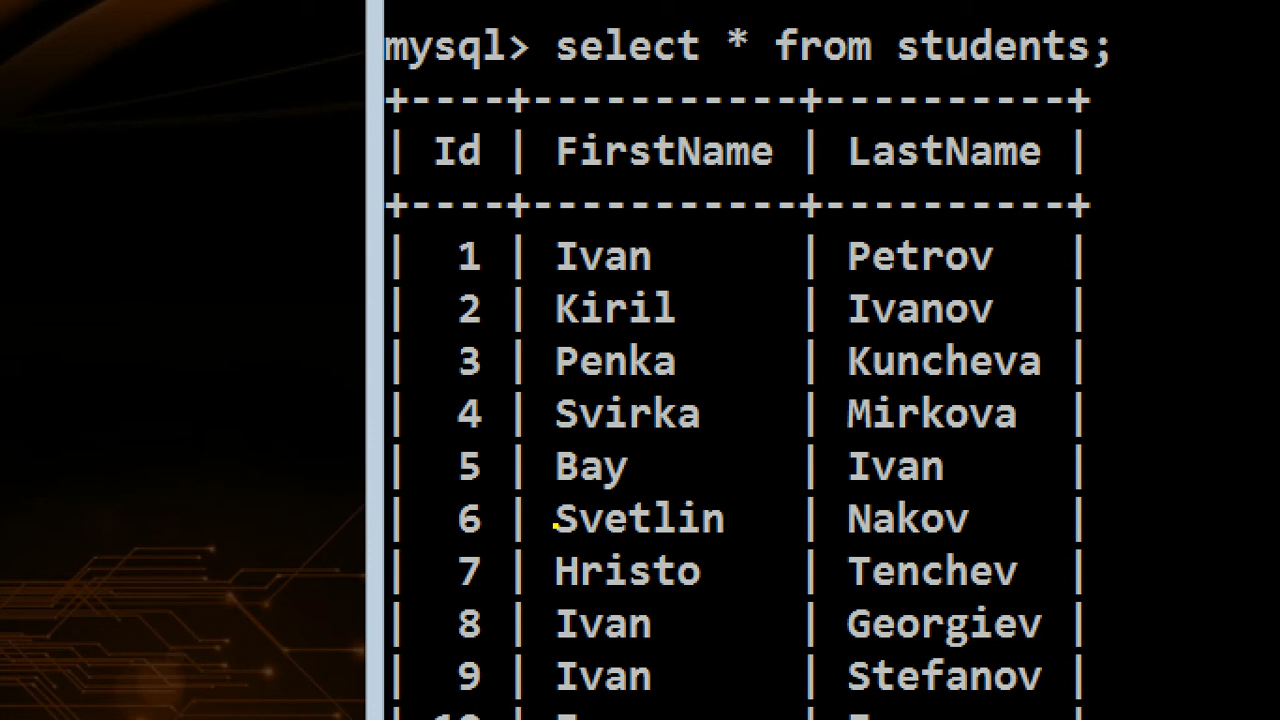 mysql> select * from students;
+----+-----------+----------+
| Id | FirstName | LastName |
+----+-----------+----------+
|  1 | Ivan      | Petrov   |
|  2 | Kiril     | Ivanov   |
|  3 | Penka     | Kuncheva |
|  4 | Svirka    | Mirkova  |
|  5 | Bay       | Ivan     |
|  6 | Svetlin   | Nakov    |
|  7 | Hristo    | Tenchev  |
|  8 | Ivan      | Georgiev |
|  9 | Ivan      | Stefanov |